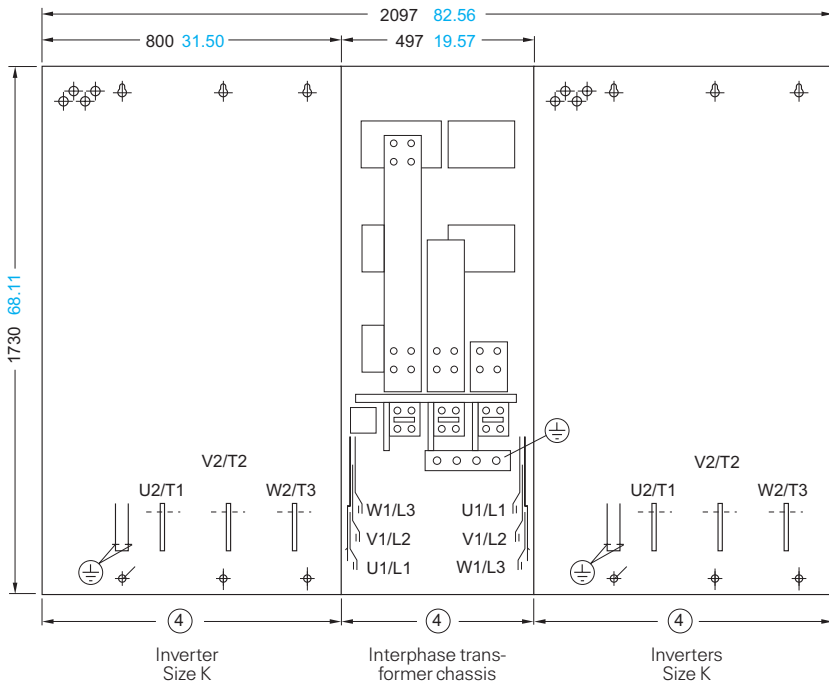 2097 82.56
800 31.50
497 19.57
1730 68.11
V2/T2
U2/T1
W2/T3
W1/L3
V1/L2
U1/L1
U1/L1
V1/L2
W1/L3
V2/T2
U2/T1
W2/T3
4
4
4
Inverter
Size K
Interphase trans-
former chassis
Inverters
Size K